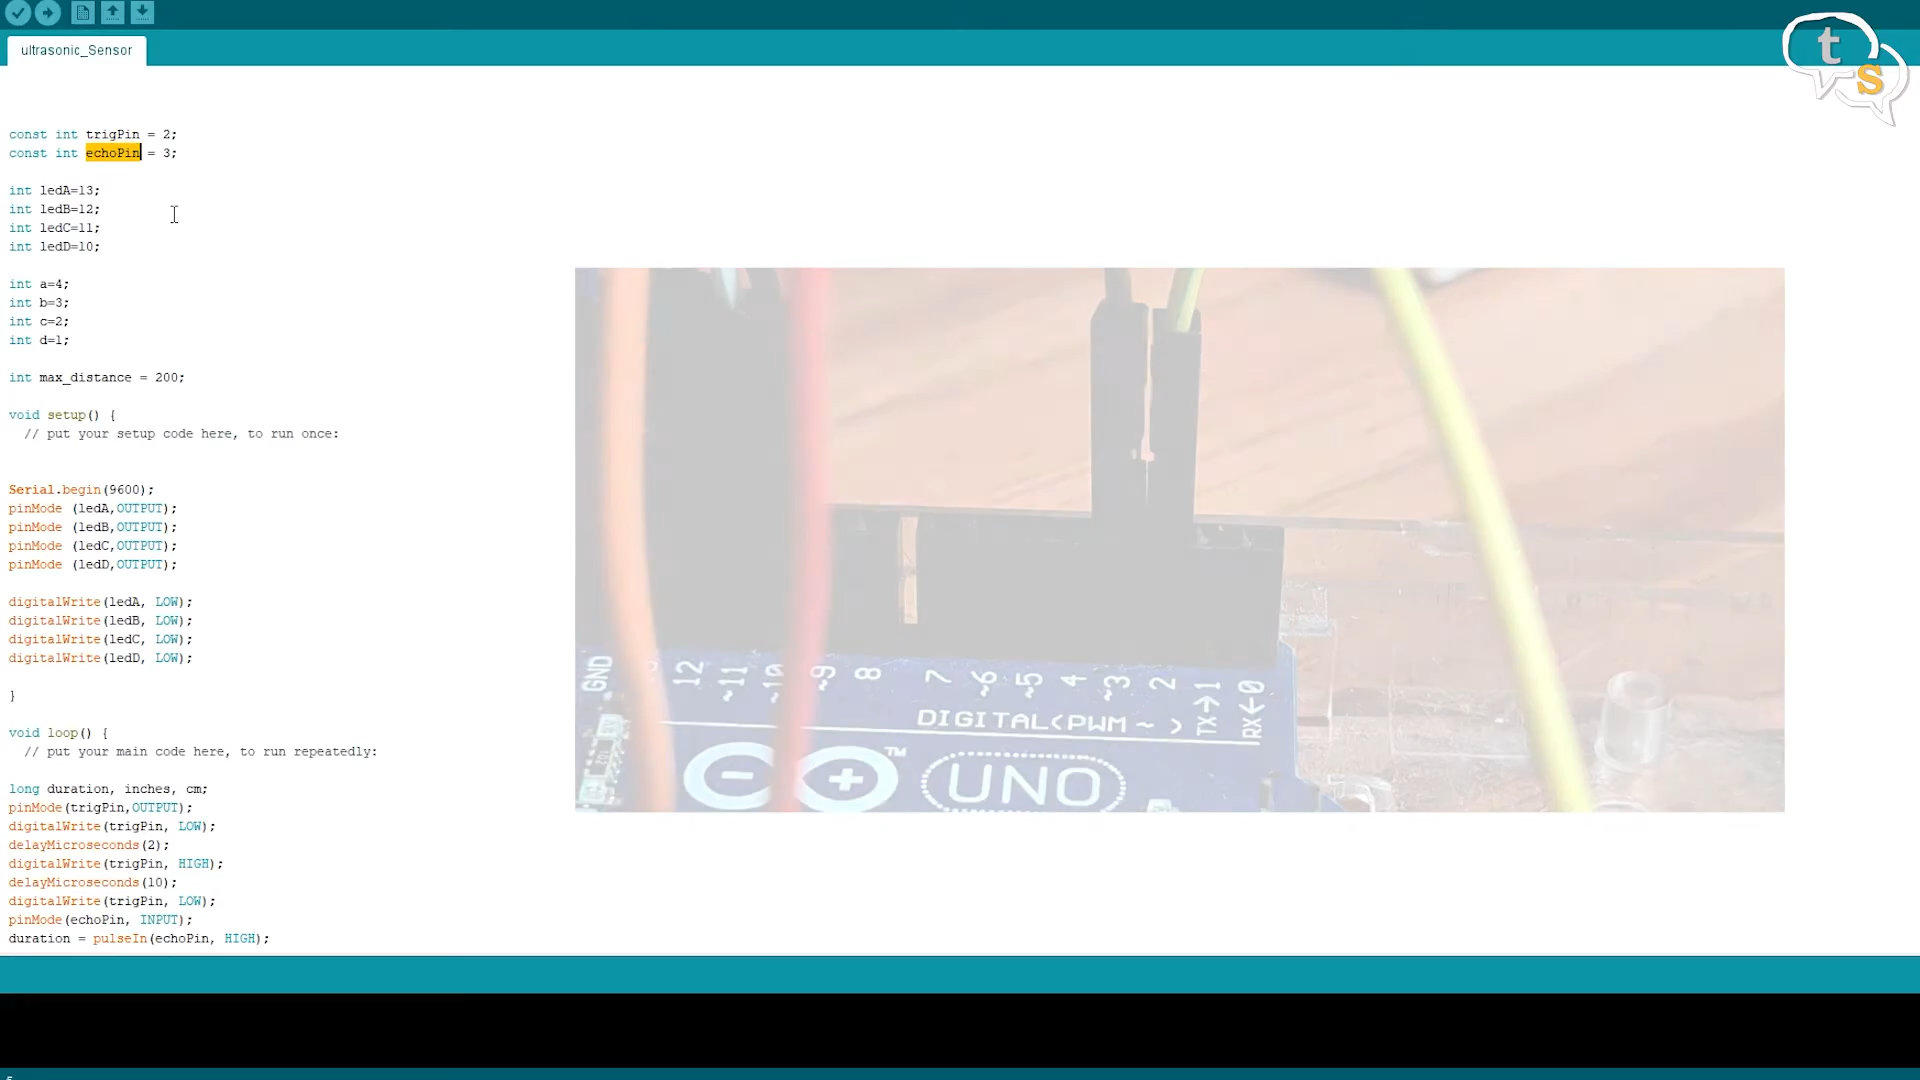 ultrasonic_Sensor
ts
const int trigPin = 2;
const int echoPin = 3;
int ledA=13;
int ledB=12;
int ledC=11;
int ledD=10;
int a=4;
int b=3;
int c=2;
int d=1;
int max_distance = 200;
void setup() {
// put your setup code here, to run once:
Serial.begin(9600);
pinMode (ledA,OUTPUT);
pinMode (ledB,OUTPUT);
pinMode (ledC,OUTPUT);
pinMode (ledD,OUTPUT);
digitalWrite(ledA, LOW);
digitalWrite(ledB, LOW);
digitalWrite(ledC, LOW);
digitalWrite(ledD, LOW);
}
void loop() {
// put your main code here, to run repeatedly:
long duration, inches, cm;
pinMode(trigPin,OUTPUT);
digitalWrite(trigPin, LOW);
delayMicroseconds(2);
digitalWrite(trigPin, HIGH);
delayMicroseconds(10);
digitalWrite(trigPin, LOW);
pinMode(echoPin, INPUT);
duration = pulseIn(echoPin, HIGH);
GND 12 ~11 ~10 ~9 8 7 ~6 ~5 4 ~3 2 TX→1 RX←0
DIGITAL(PWM ~ )
TM
UNO